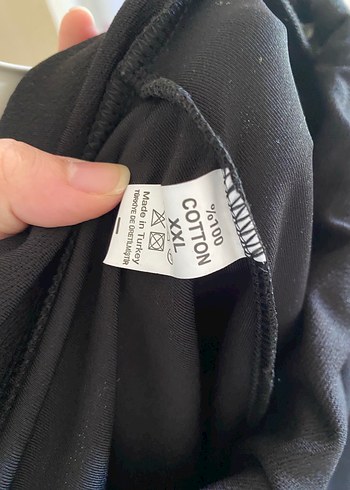 %100
COTTON
XXL
Made in Turkey
TÜRKİYE'DE ÜRETİLMİŞTİR